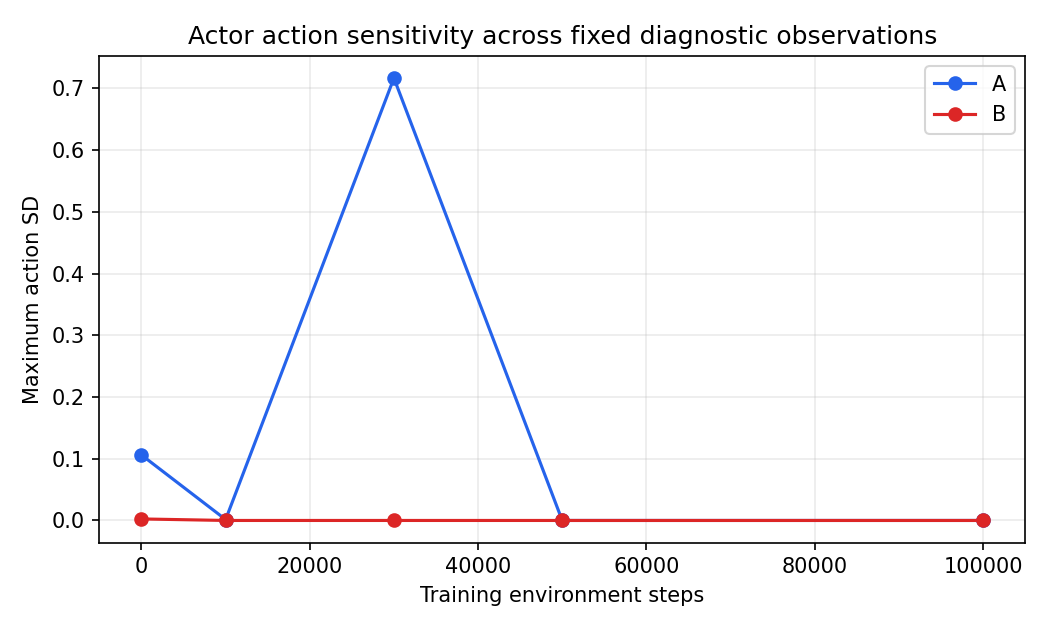 Actor action sensitivity across fixed diagnostic observations
A
B
Maximum action SD
0.7
0.6
0.5
0.4
0.3
0.2
0.1
0.0
0 20000 40000 60000 80000 100000
Training environment steps